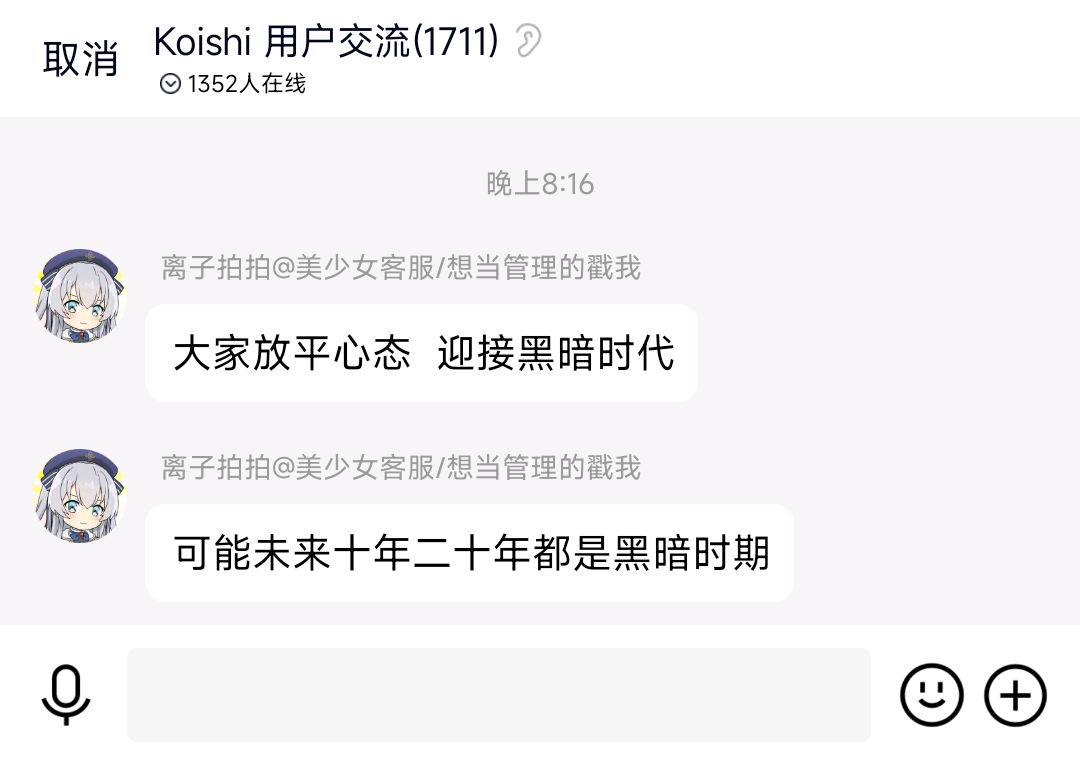 取消
Koishi 用户交流(1711)
1352人在线
晚上8:16
离子拍拍@美少女客服/想当管理的戳我
大家放平心态 迎接黑暗时代
离子拍拍@美少女客服/想当管理的戳我
可能未来十年二十年都是黑暗时期